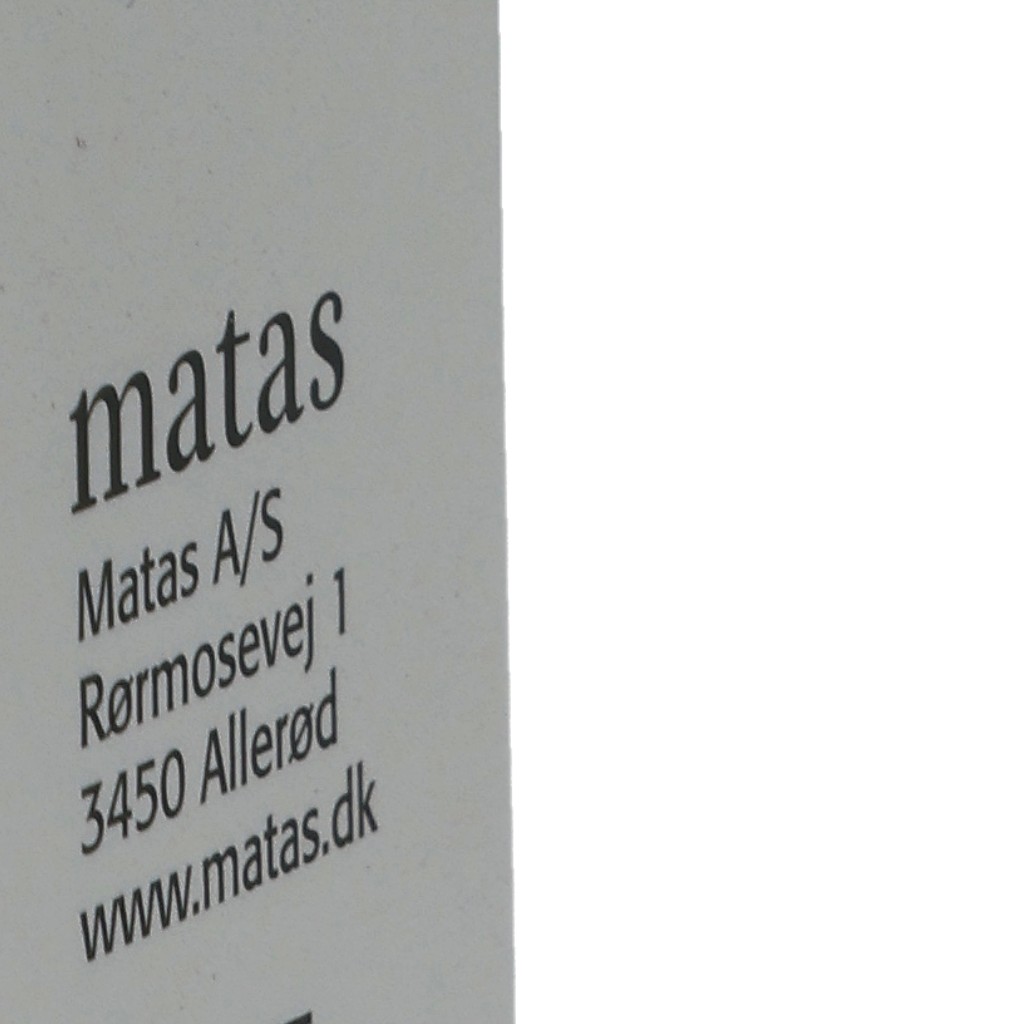 matas
Matas A/S
Rørmosevej 1
3450 Allerød
www.matas.dk